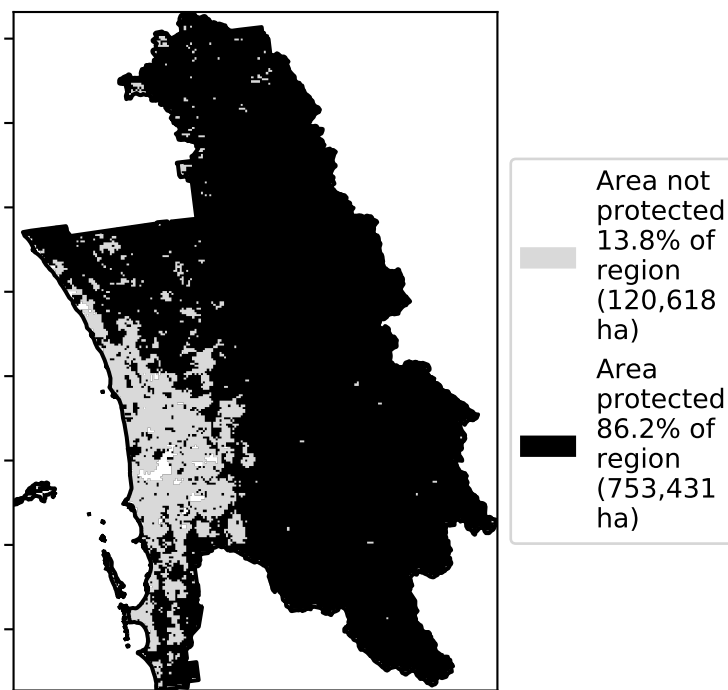 Area not
protected
13.8% of
region
(120,618
ha)
Area
protected
86.2% of
region
(753,431
ha)